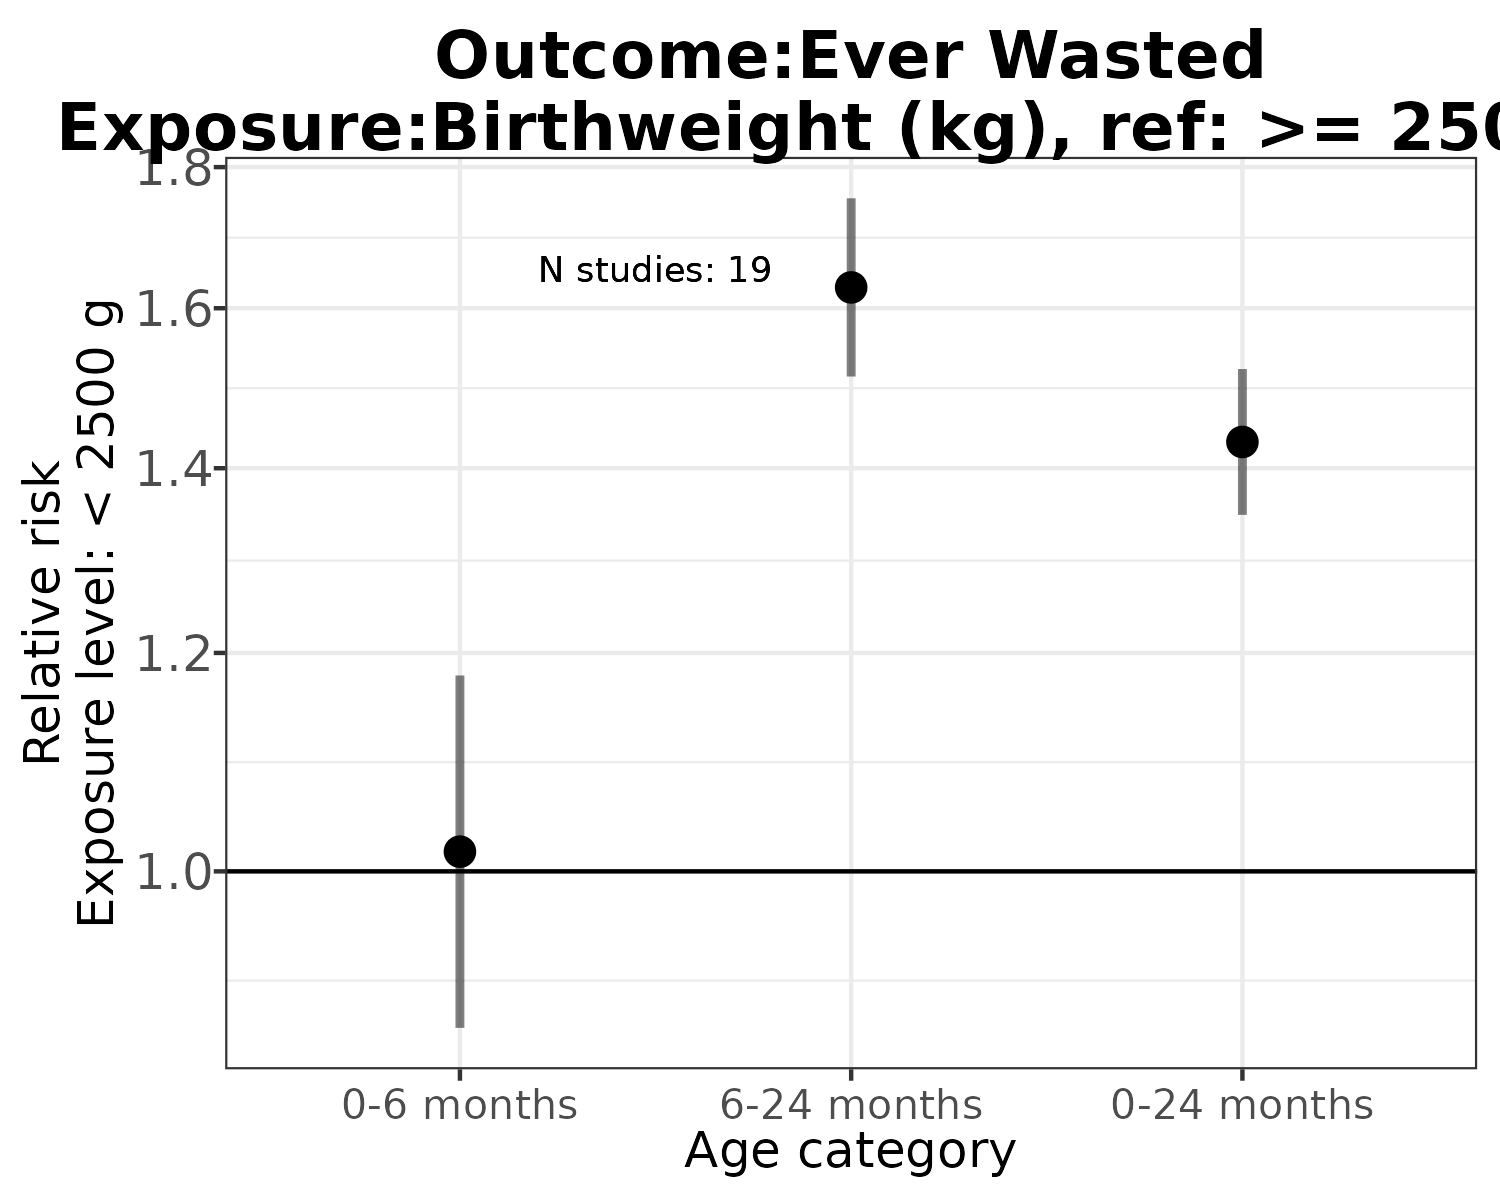 Outcome:Ever Wasted
Exposure:Birthweight (kg), ref: >= 250
1.8
N studies: 19
1.6
1.4
1.2
1.0
Relative risk
Exposure level: < 2500 g
0-6 months
6-24 months
0-24 months
Age category